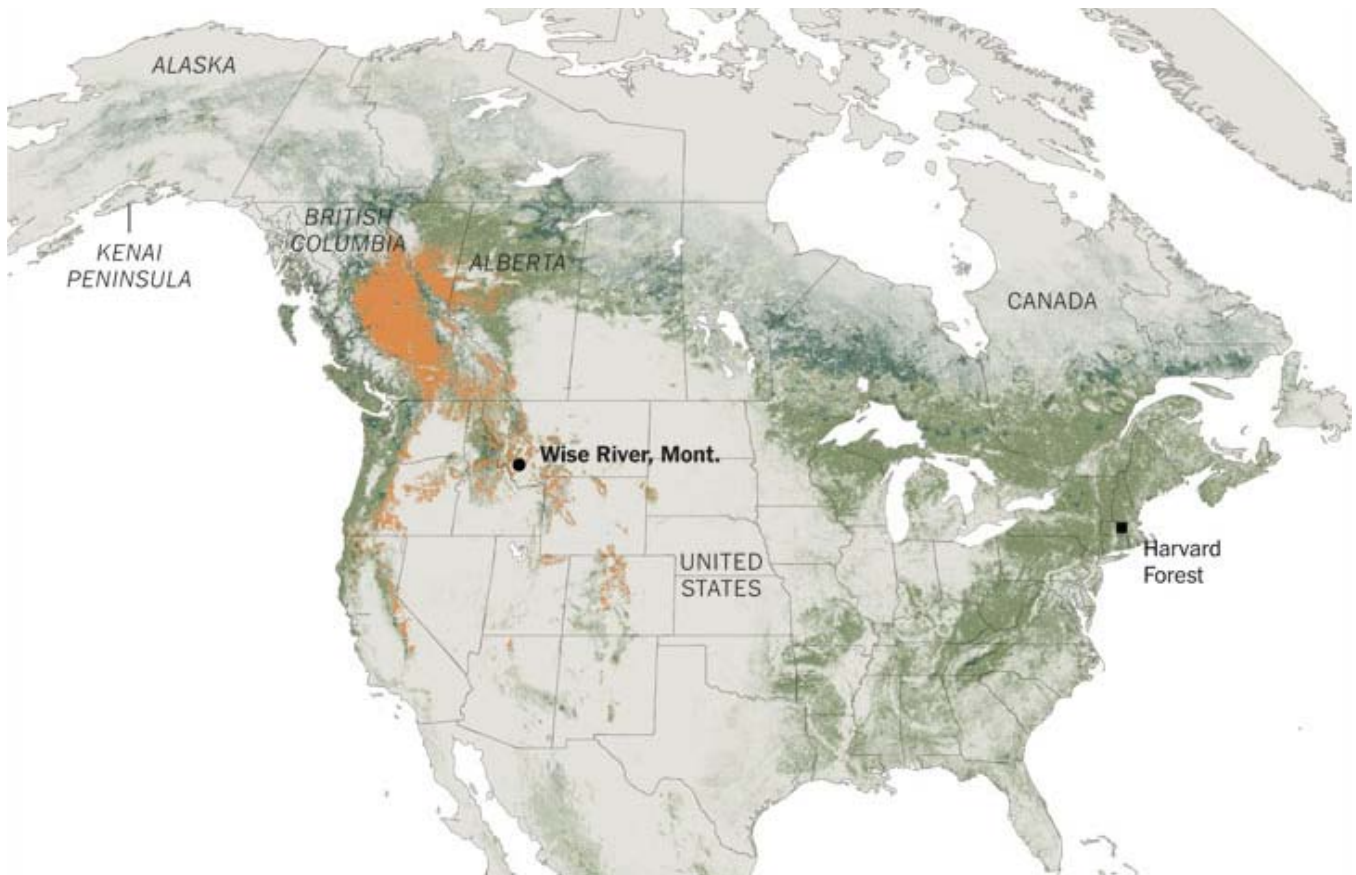 ALASKA
BRITISH
COLUMBIA
KENAI
PENINSULA
ALBERTA
CANADA
Wise River, Mont.
UNITED
STATES
Harvard
Forest